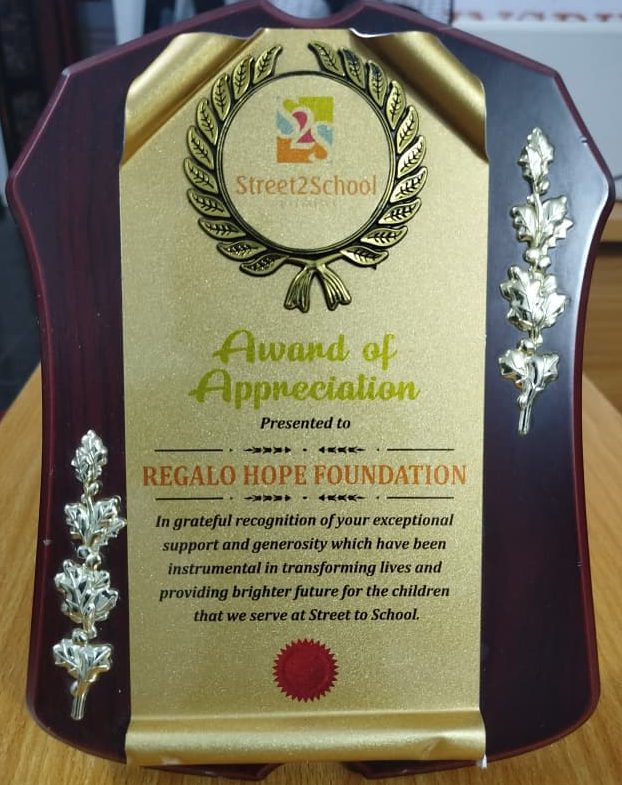 S2S
Street2School
Award of
Appreciation
Presented to
REGALO HOPE FOUNDATION
In grateful recognition of your exceptional
support and generosity which have been
instrumental in transforming lives and
providing brighter future for the children
that we serve at Street to School.